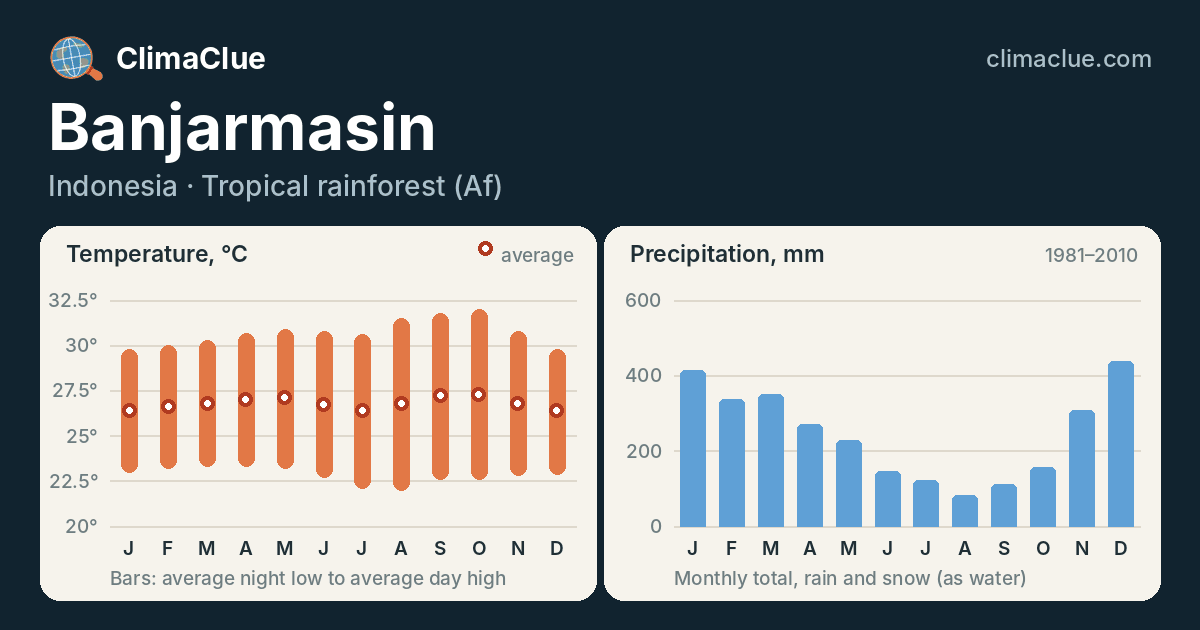 ClimaClue
climaclue.com
Banjarmasin
Indonesia · Tropical rainforest (Af)
Temperature, °C
average
32.5°
30°
27.5°
25°
22.5°
20°
J F M A M J J A S O N D
Bars: average night low to average day high
Precipitation, mm
1981–2010
600
400
200
0
J F M A M J J A S O N D
Monthly total, rain and snow (as water)